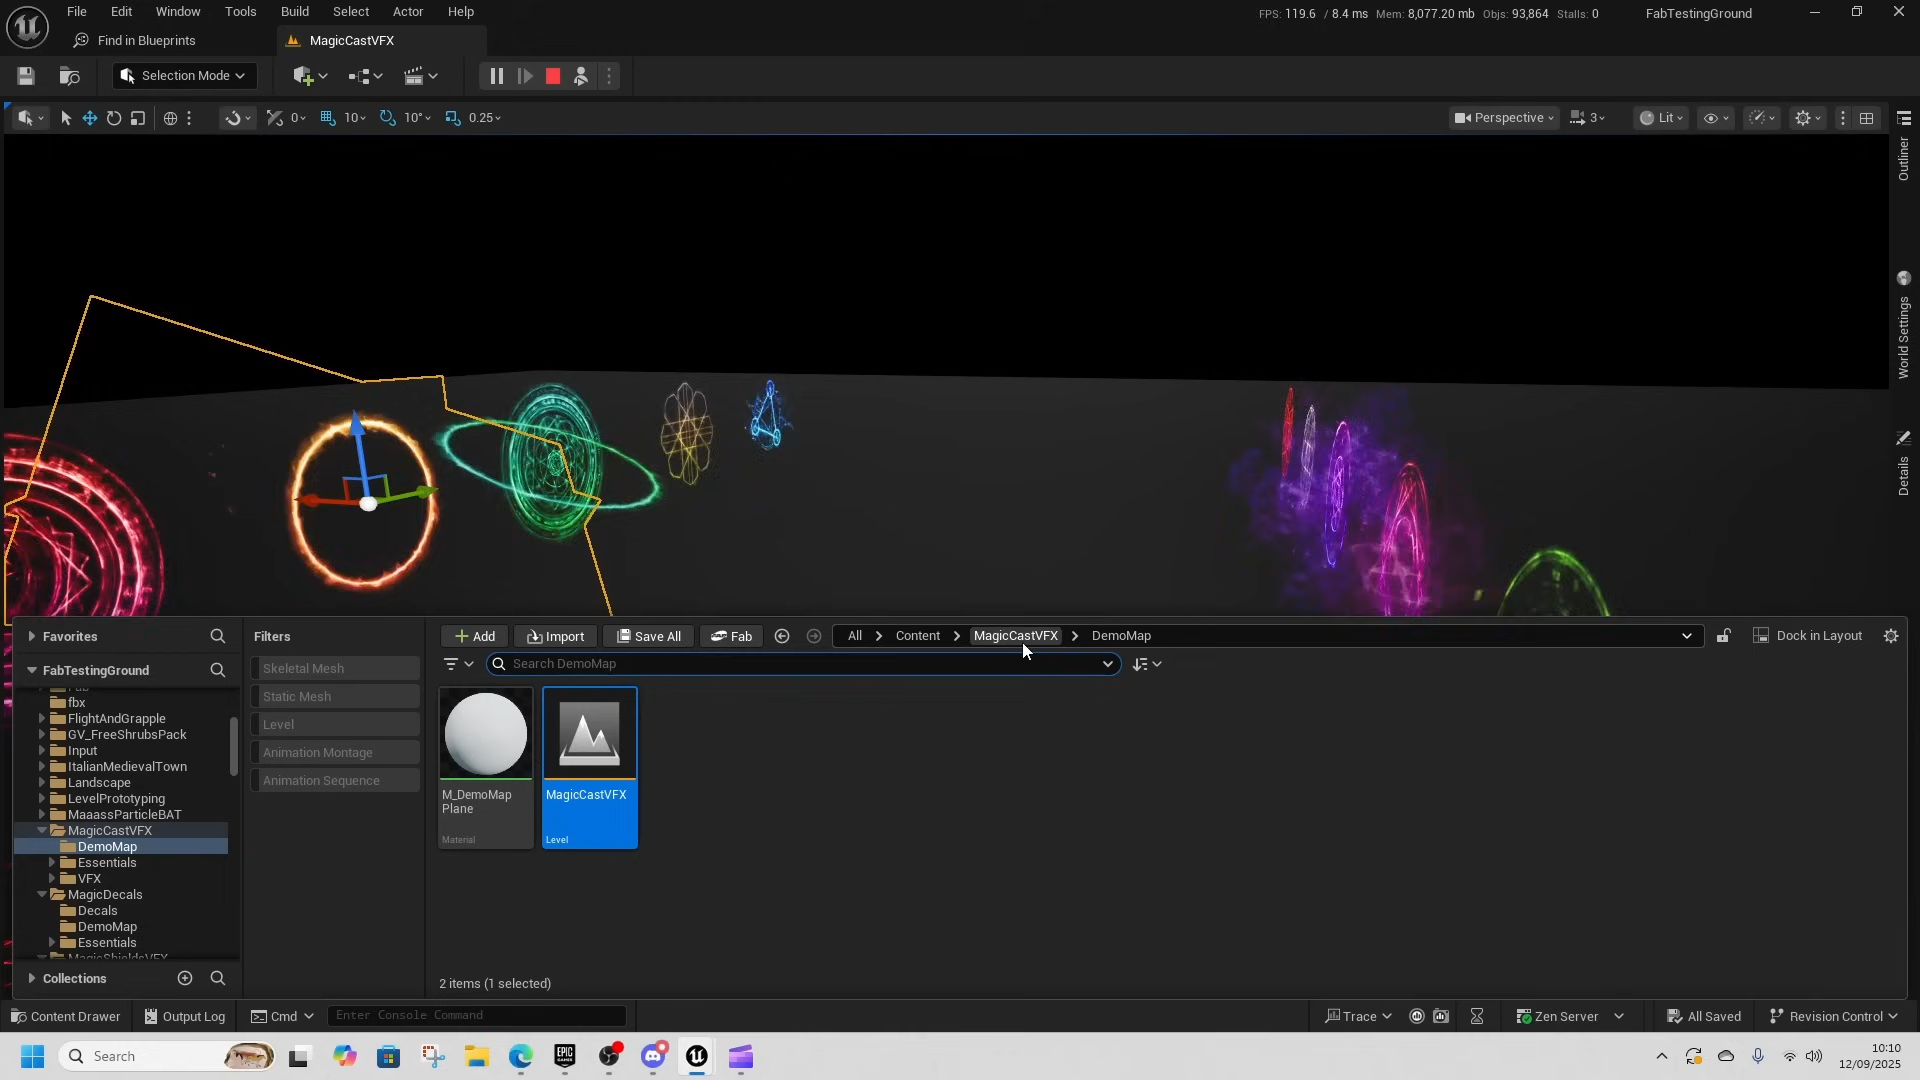 File Edit Window Tools Build Select Actor Help
FPS: 119.6 / 8.4 ms Mem: 8,077.20 mb Objs: 93,864 Stalls: 0 FabTestingGround
Find in Blueprints MagicCastVFX
Selection Mode
0 10 10° 0.25 Perspective 3 Lit
Outliner
World Settings
Details
Favorites Filters Add Import Save All Fab All Content MagicCastVFX DemoMap Dock in Layout
FabTestingGround
Search DemoMap
Skeletal Mesh
Static Mesh
Level
Animation Montage
Animation Sequence
Fab
fbx
FlightAndGrapple
GV_FreeShrubsPack
Input
ItalianMedievalTown
Landscape
LevelPrototyping
MaaassParticleBAT
MagicCastVFX
DemoMap
Essentials
VFX
MagicDecals
Decals
DemoMap
Essentials
MagicShieldsVFX
Collections
M_DemoMap
Plane
Material
MagicCastVFX
Level
2 items (1 selected)
Content Drawer Output Log Cmd Enter Console Command Trace Zen Server All Saved Revision Control
Search
EPIC
GAMES
10:10
12/09/2025